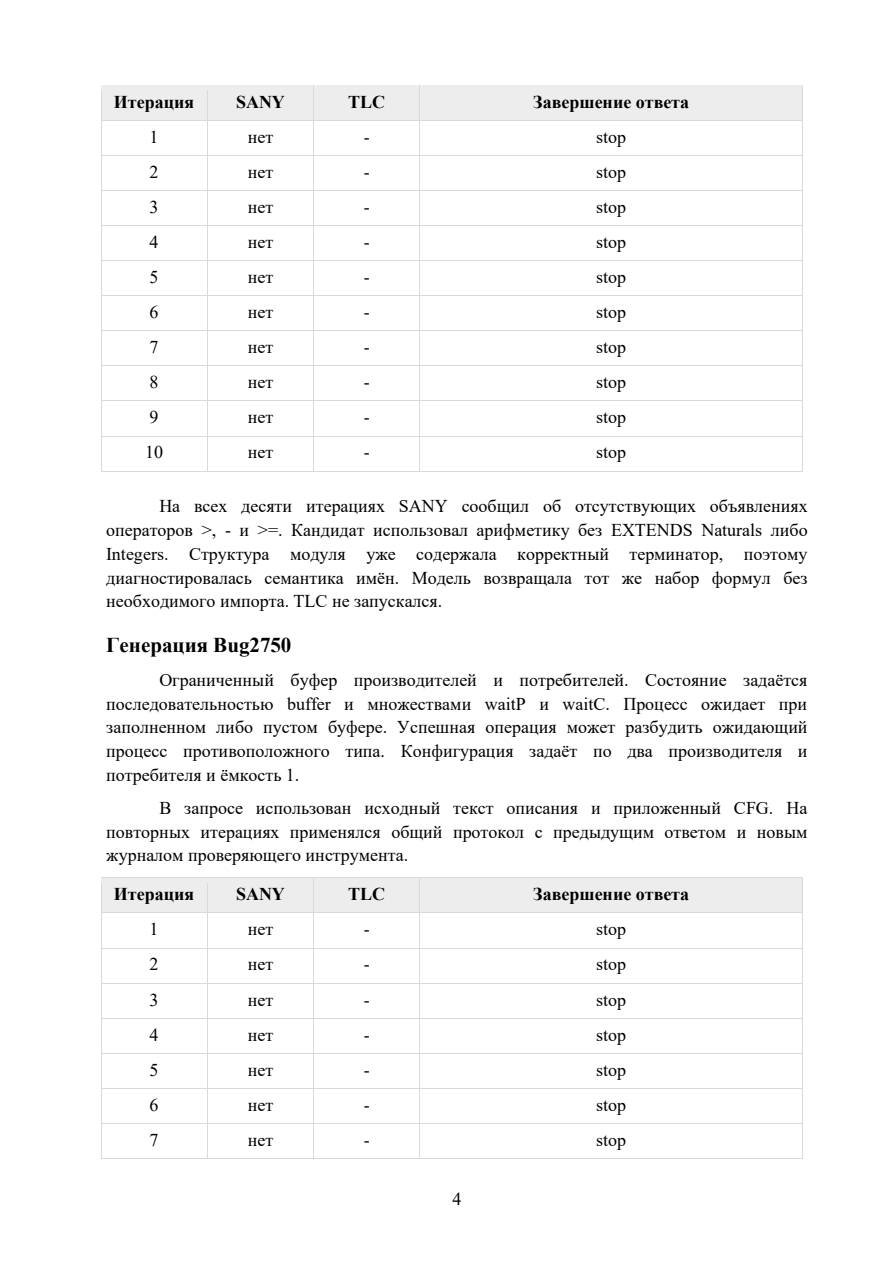 Итерация SANY TLC Завершение ответа
1 нет - stop
2 нет - stop
3 нет - stop
4 нет - stop
5 нет - stop
6 нет - stop
7 нет - stop
8 нет - stop
9 нет - stop
10 нет - stop
На всех десяти итерациях SANY сообщил об отсутствующих объявлениях
операторов >, - и >=. Кандидат использовал арифметику без EXTENDS Naturals либо
Integers. Структура модуля уже содержала корректный терминатор, поэтому
диагностировалась семантика имён. Модель возвращала тот же набор формул без
необходимого импорта. TLC не запускался.
Генерация Bug2750
Ограниченный буфер производителей и потребителей. Состояние задаётся
последовательностью buffer и множествами waitP и waitC. Процесс ожидает при
заполненном либо пустом буфере. Успешная операция может разбудить ожидающий
процесс противоположного типа. Конфигурация задаёт по два производителя и
потребителя и ёмкость 1.
В запросе использован исходный текст описания и приложенный CFG. На
повторных итерациях применялся общий протокол с предыдущим ответом и новым
журналом проверяющего инструмента.
Итерация SANY TLC Завершение ответа
1 нет - stop
2 нет - stop
3 нет - stop
4 нет - stop
5 нет - stop
6 нет - stop
7 нет - stop
4